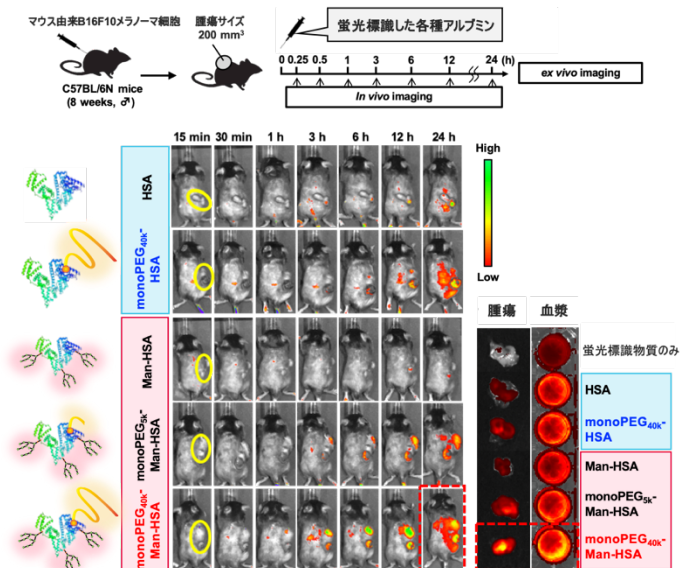 マウス由来B16F10メラノーマ細胞
腫瘍サイズ
200 mm³
蛍光標識した各種アルブミン
C57BL/6N mice
(8 weeks, ♂)
0 0.25 0.5 1 3 6 12 24 (h)
In vivo imaging
ex vivo imaging
15 min 30 min 1 h 3 h 6 h 12 h 24 h
HSA
monoPEG40k-
HSA
Man-HSA
monoPEG5k-
Man-HSA
monoPEG40k-
Man-HSA
High
Low
腫瘍 血漿
蛍光標識物質のみ
HSA
monoPEG40k-
HSA
Man-HSA
monoPEG5k-
Man-HSA
monoPEG40k-
Man-HSA